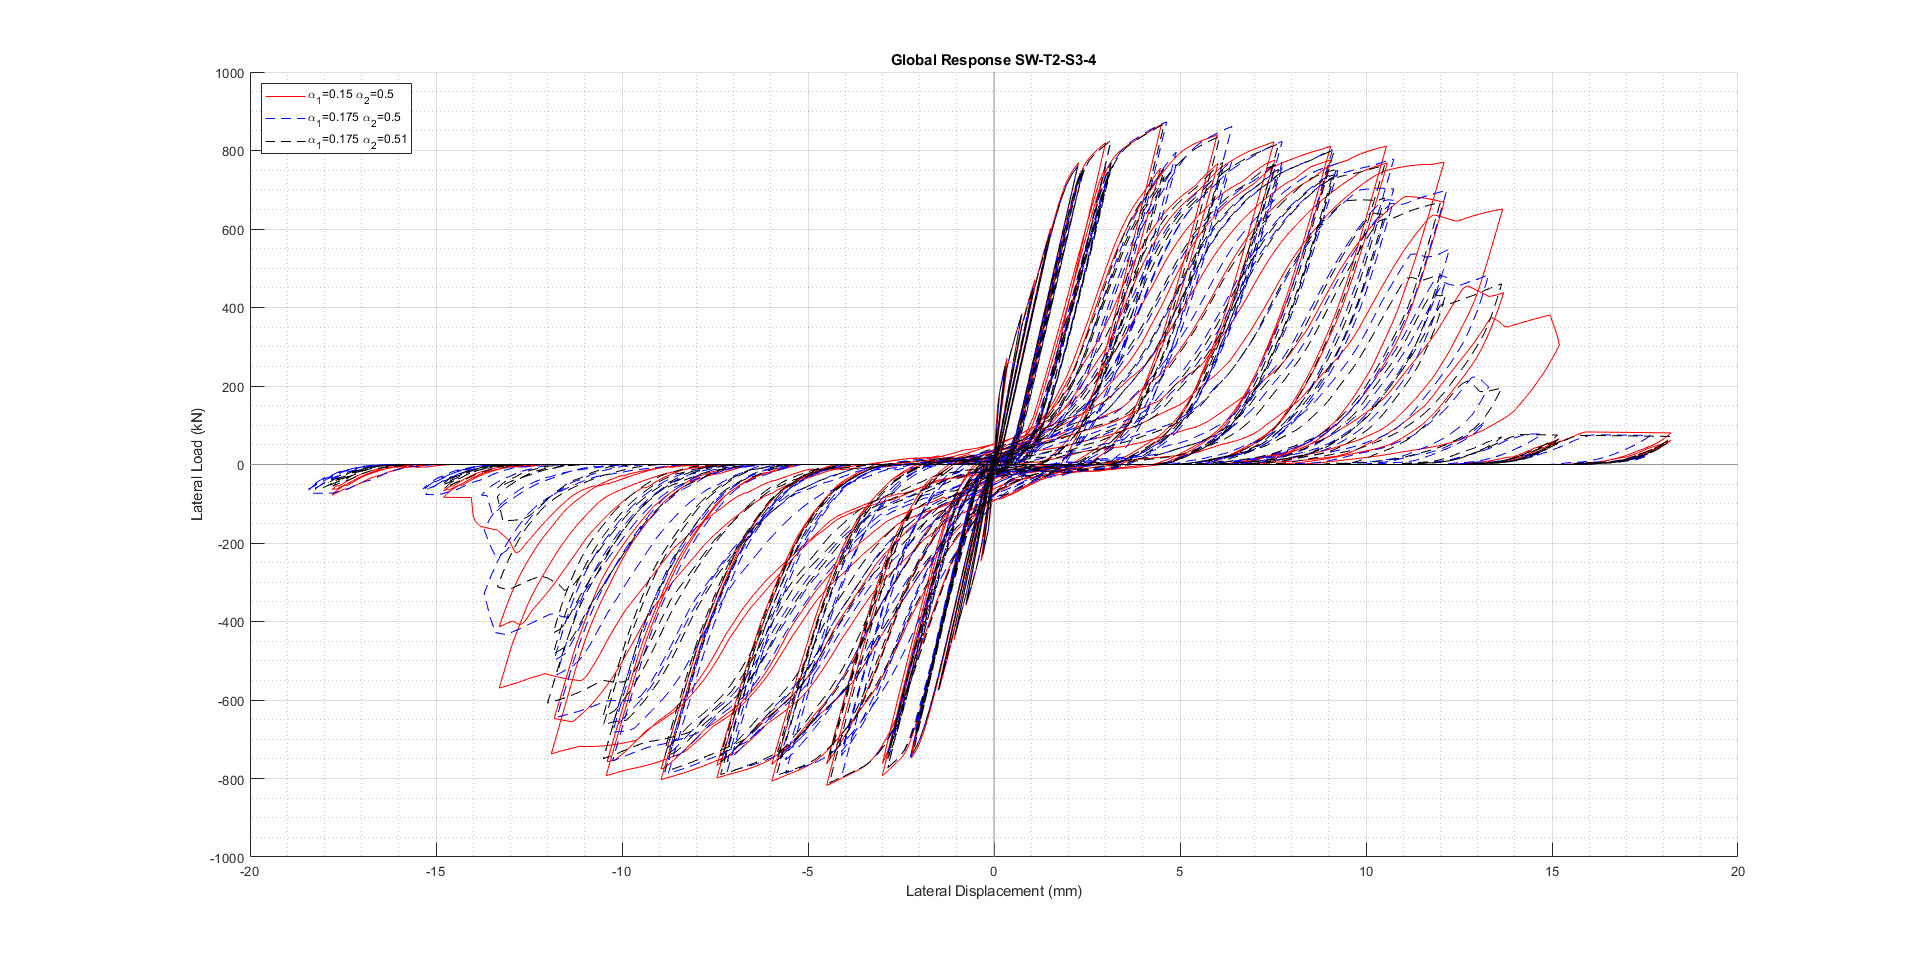 Global Response SW-T2-S3-4
α1=0.15 α2=0.5
α1=0.175 α2=0.5
α1=0.175 α2=0.51
1000
800
600
400
200
0
-200
-400
-600
-800
-1000
Lateral Load (kN)
-20 -15 -10 -5 0 5 10 15 20
Lateral Displacement (mm)